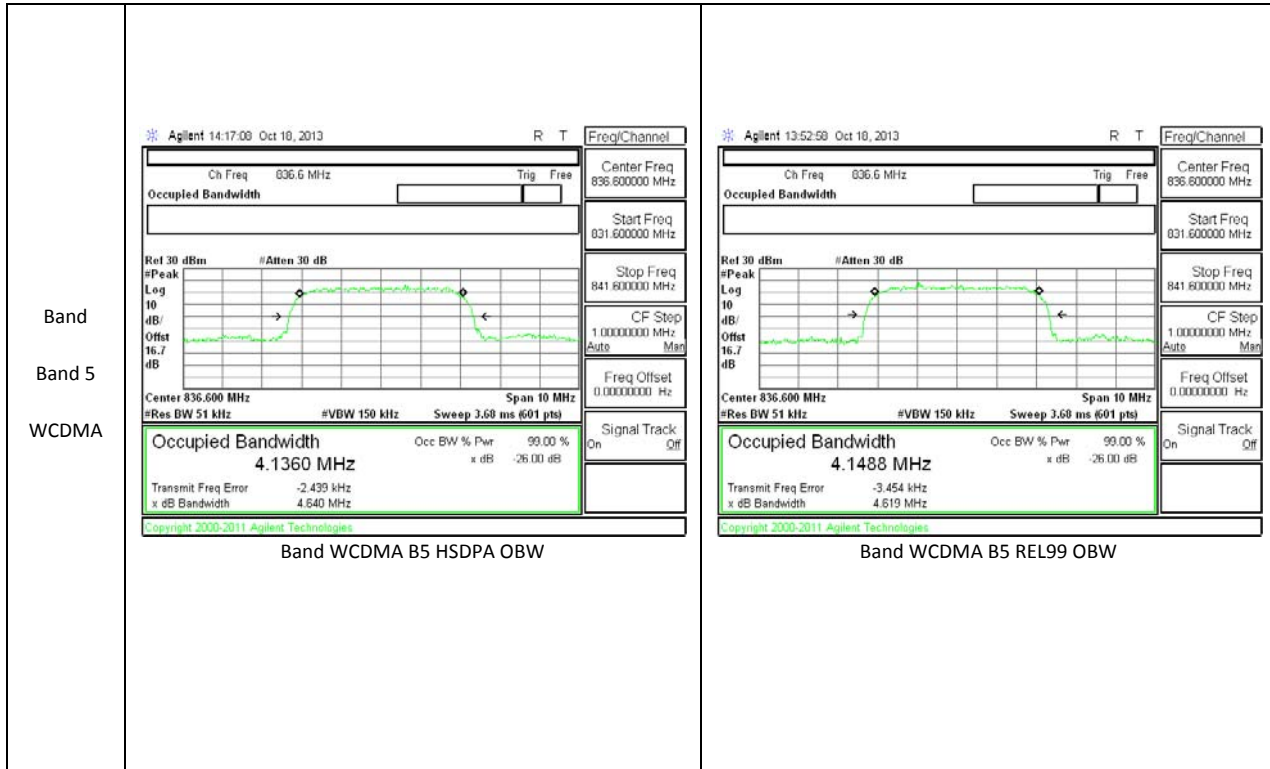 Band
Band 5
WCDMA
Agilent 14:17:08 Oct 18, 2013 R T
Freq/Channel
Ch Freq 836.6 MHz Trig Free
Occupied Bandwidth
Center Freq
836.600000 MHz
Start Freq
831.600000 MHz
Stop Freq
841.600000 MHz
CF Step
1.00000000 MHz
Auto Man
Freq Offset
0.00000000 Hz
Signal Track
On Off
Ref 30 dBm #Atten 30 dB
#Peak
Log
10
dB/
Offst
16.7
dB
Center 836.600 MHz Span 10 MHz
#Res BW 51 kHz #VBW 150 kHz Sweep 3.68 ms (601 pts)
Occupied Bandwidth Occ BW % Pwr 99.00 %
4.1360 MHz x dB -26.00 dB
Transmit Freq Error -2.439 kHz
x dB Bandwidth 4.640 MHz
Copyright 2000-2011 Agilent Technologies
Band WCDMA B5 HSDPA OBW
Agilent 13:52:58 Oct 18, 2013 R T
Freq/Channel
Ch Freq 836.6 MHz Trig Free
Occupied Bandwidth
Center Freq
836.600000 MHz
Start Freq
831.600000 MHz
Stop Freq
841.600000 MHz
CF Step
1.00000000 MHz
Auto Man
Freq Offset
0.00000000 Hz
Signal Track
On Off
Ref 30 dBm #Atten 30 dB
#Peak
Log
10
dB/
Offst
16.7
dB
Center 836.600 MHz Span 10 MHz
#Res BW 51 kHz #VBW 150 kHz Sweep 3.68 ms (601 pts)
Occupied Bandwidth Occ BW % Pwr 99.00 %
4.1488 MHz x dB -26.00 dB
Transmit Freq Error -3.454 kHz
x dB Bandwidth 4.619 MHz
Copyright 2000-2011 Agilent Technologies
Band WCDMA B5 REL99 OBW